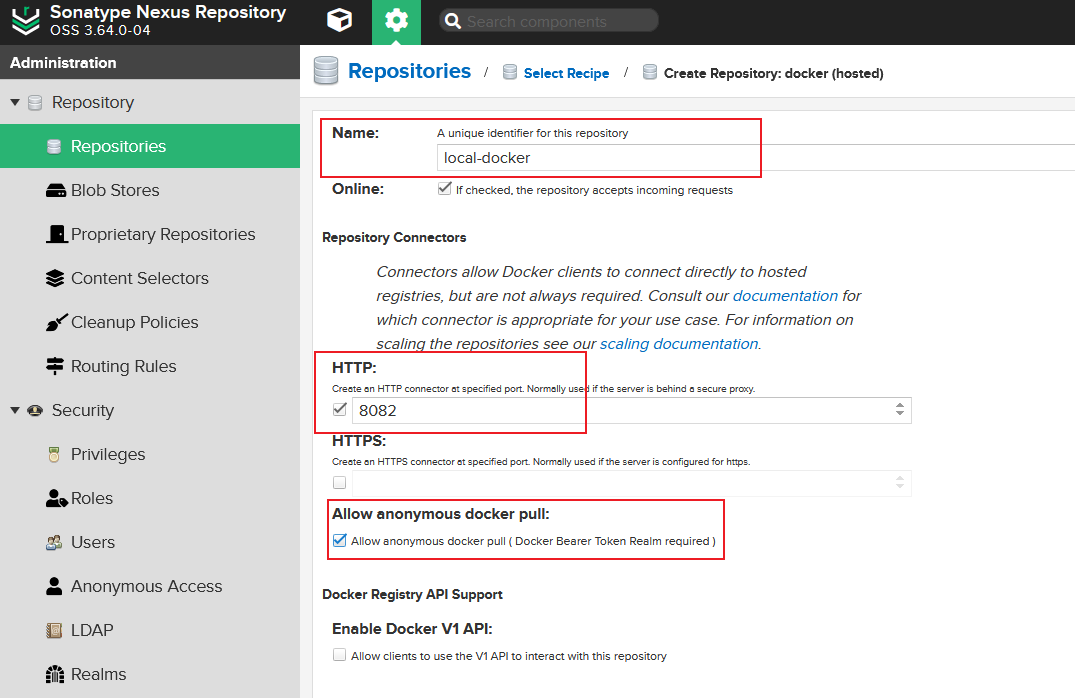 Sonatype Nexus Repository
OSS 3.64.0-04
Search components
Administration
Repository
Repositories
Blob Stores
Proprietary Repositories
Content Selectors
Cleanup Policies
Routing Rules
Security
Privileges
Roles
Users
Anonymous Access
LDAP
Realms
Repositories / Select Recipe / Create Repository: docker (hosted)
Name: A unique identifier for this repository
local-docker
Online: If checked, the repository accepts incoming requests
Repository Connectors
Connectors allow Docker clients to connect directly to hosted
registries, but are not always required. Consult our documentation for
which connector is appropriate for your use case. For information on
scaling the repositories see our scaling documentation.
HTTP:
Create an HTTP connector at specified port. Normally used if the server is behind a secure proxy.
8082
HTTPS:
Create an HTTPS connector at specified port. Normally used if the server is configured for https.
Allow anonymous docker pull:
Allow anonymous docker pull ( Docker Bearer Token Realm required )
Docker Registry API Support
Enable Docker V1 API:
Allow clients to use the V1 API to interact with this repository